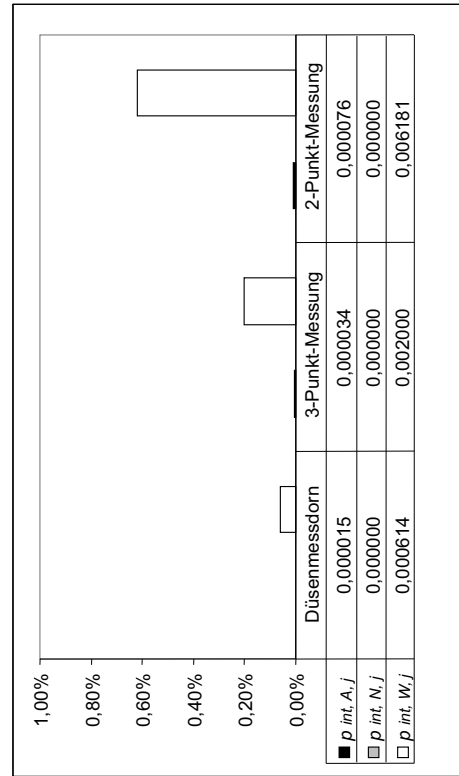 1,00%
0,80%
0,60%
0,40%
0,20%
0,00%
Düsenmessdorn 3-Punkt-Messung 2-Punkt-Messung
p int, A, j 0,000015 0,000034 0,000076
p int, N, j 0,000000 0,000000 0,000000
p int, W, j 0,000614 0,002000 0,006181